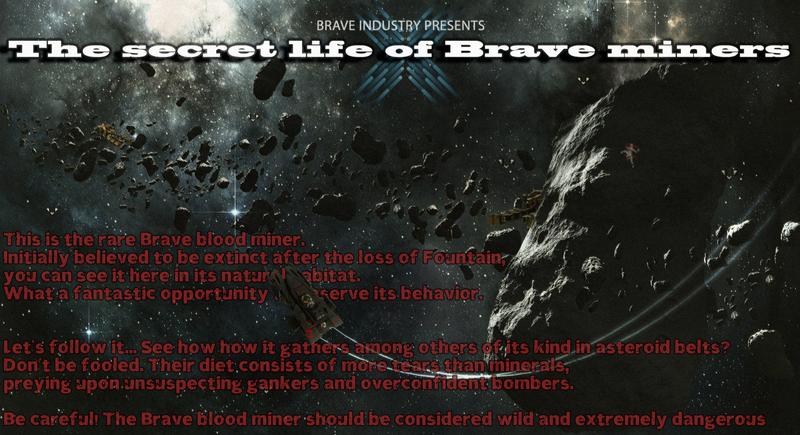 BRAVE INDUSTRY PRESENTS
The secret life of Brave miners
This is the rare Brave blood miner.
Initially believed to be extinct after the loss of Fountain,
you can see it here in its natural habitat.
What a fantastic opportunity serve its behavior.
Let's follow it... See how how it gathers among others of its kind in asteroid belts?
Don't be fooled. Their diet consists of more tears than minerals,
preying upon unsuspecting gankers and overconfident bombers.
Be careful! The Brave blood miner should be considered wild and extremely dangerous